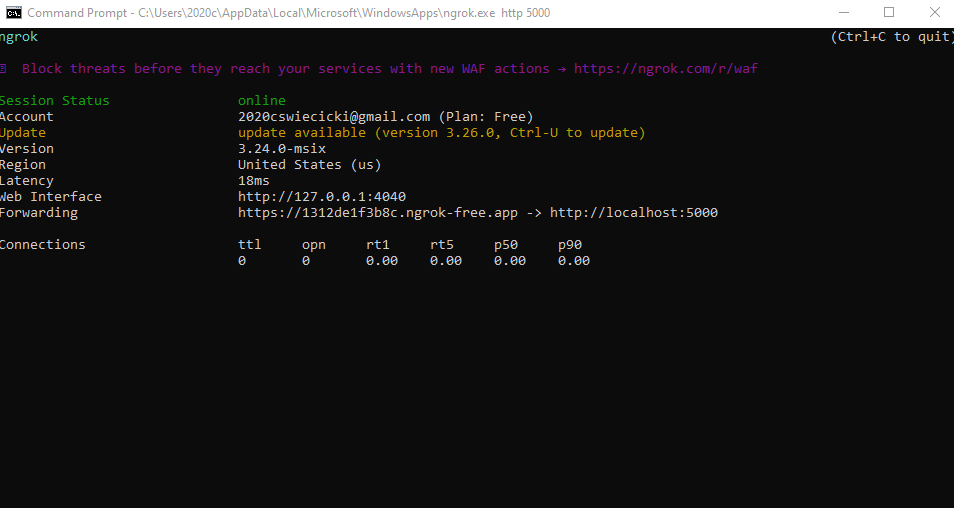 Command Prompt - C:\Users\2020c\AppData\Local\Microsoft\WindowsApps\ngrok.exe http 5000
ngrok (Ctrl+C to quit)
Block threats before they reach your services with new WAF actions → https://ngrok.com/r/waf
Session Status online
Account 2020cswiecicki@gmail.com (Plan: Free)
Update update available (version 3.26.0, Ctrl-U to update)
Version 3.24.0-msix
Region United States (us)
Latency 18ms
Web Interface http://127.0.0.1:4040
Forwarding https://1312de1f3b8c.ngrok-free.app -> http://localhost:5000
Connections ttl opn rt1 rt5 p50 p90
0 0 0.00 0.00 0.00 0.00